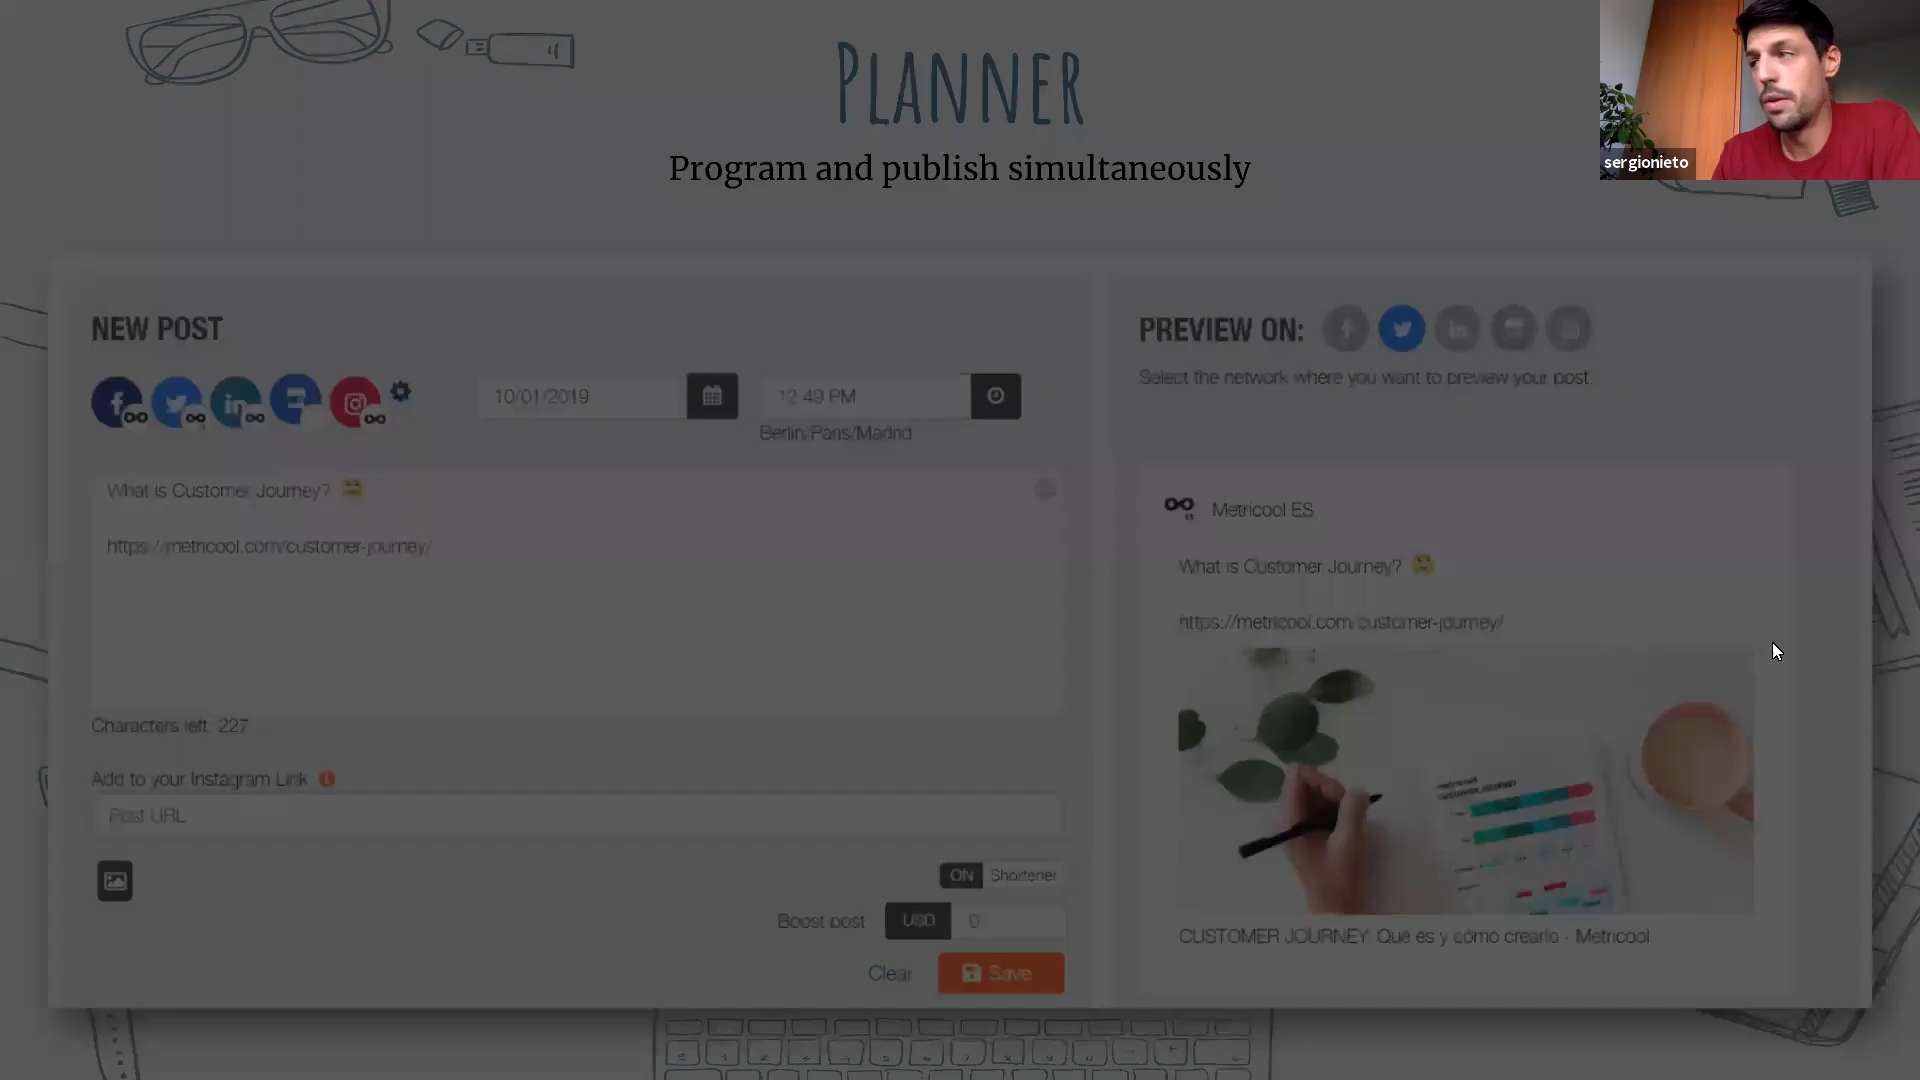 PLANNER
Program and publish simultaneously
sergionieto
NEW POST
10/01/2019
12:49 PM
Berlin/Paris/Madrid
What is Customer Journey?
https://metricool.com/customer-journey/
Characters left: 227
Add to your Instagram Link
Post URL
ON Shortener
Boost post USD 0
Clear Save
PREVIEW ON:
Select the network where you want to preview your post.
Metricool ES
What is Customer Journey?
https://metricool.com/customer-journey/
CUSTOMER JOURNEY: Qué es y cómo crearlo - Metricool